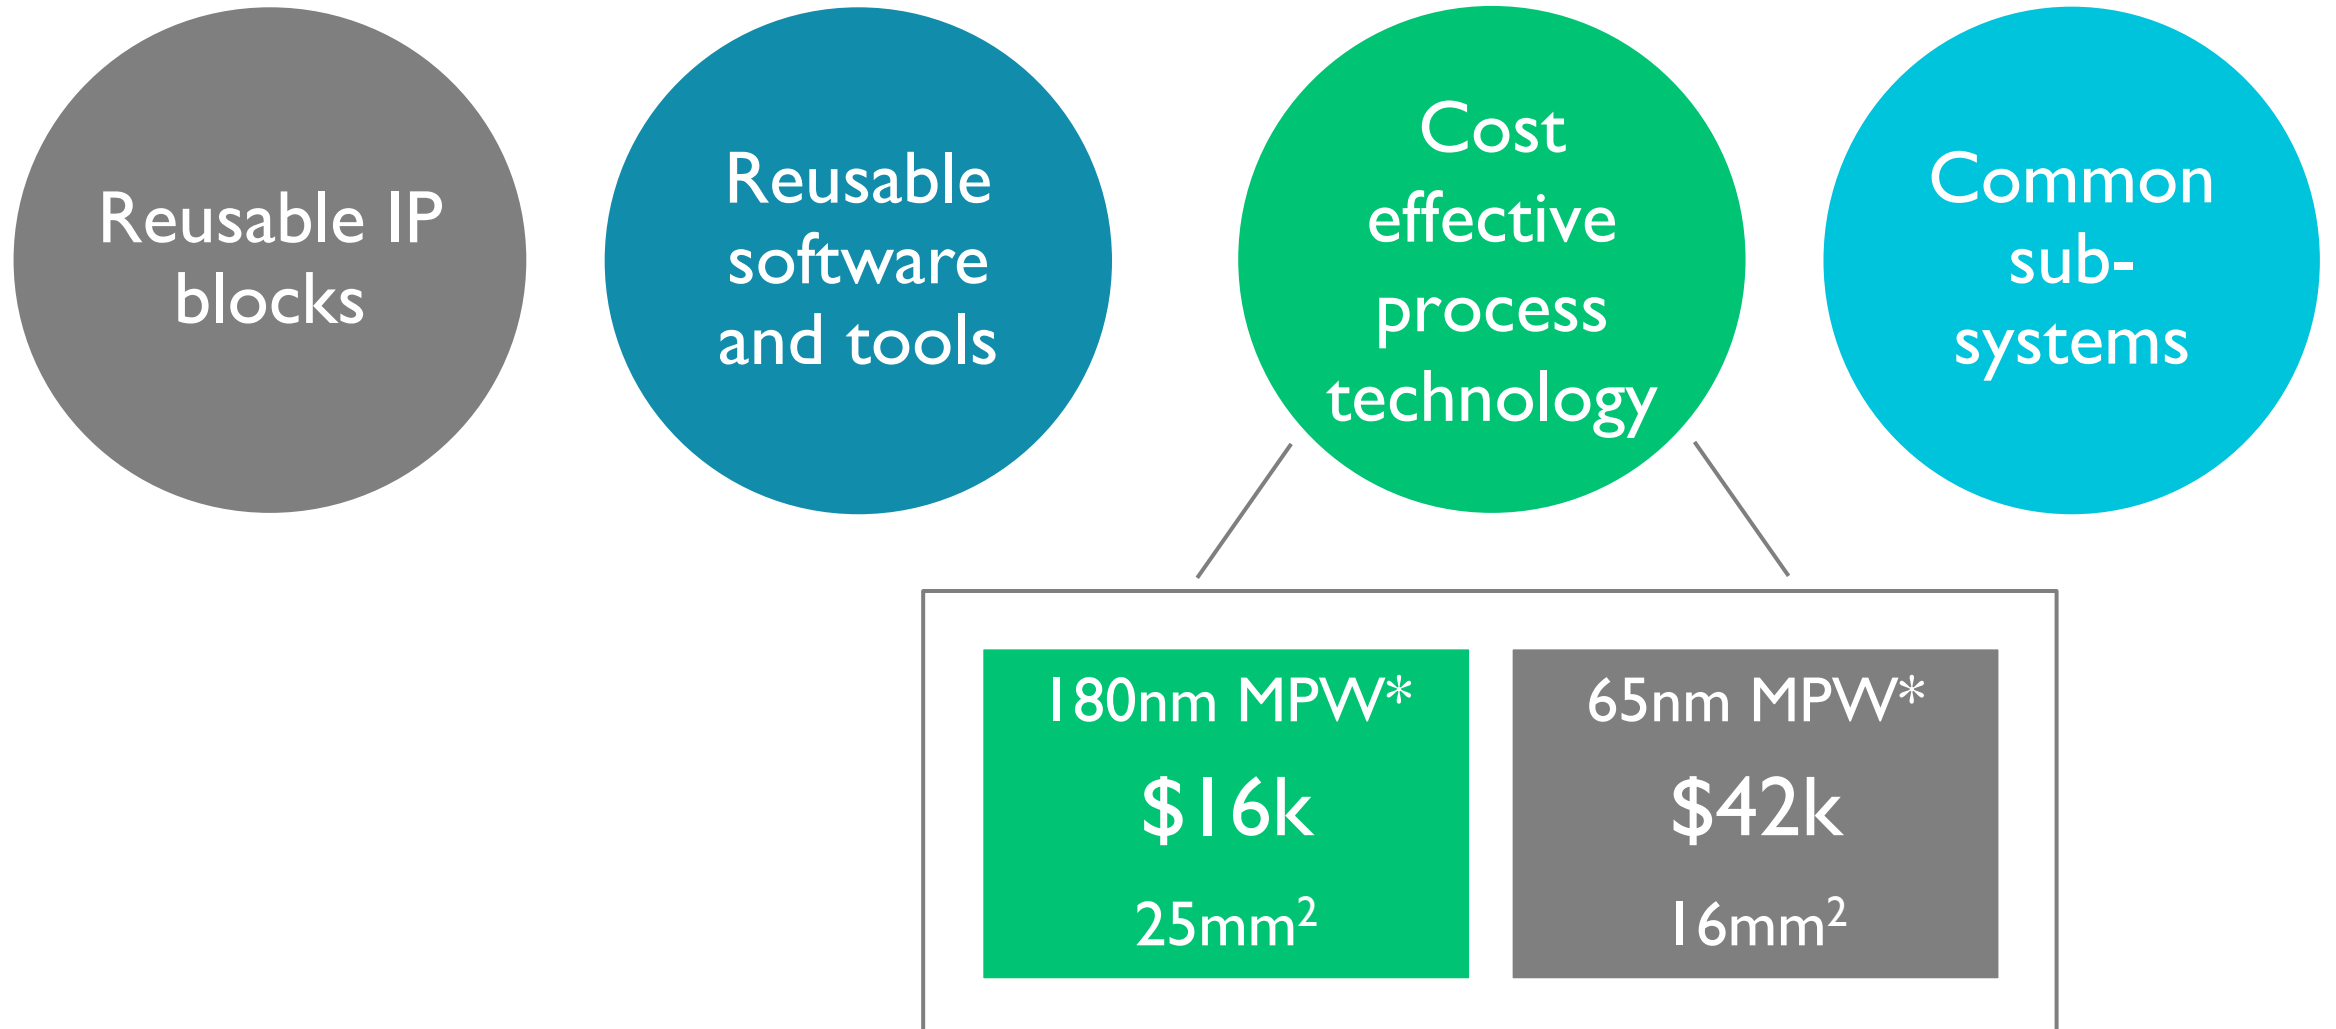 Reusable IP
blocks
Reusable
software
and tools
Cost
effective
process
technology
Common
sub-
systems
180nm MPW*
$16k
25mm²
65nm MPW*
$42k
16mm²